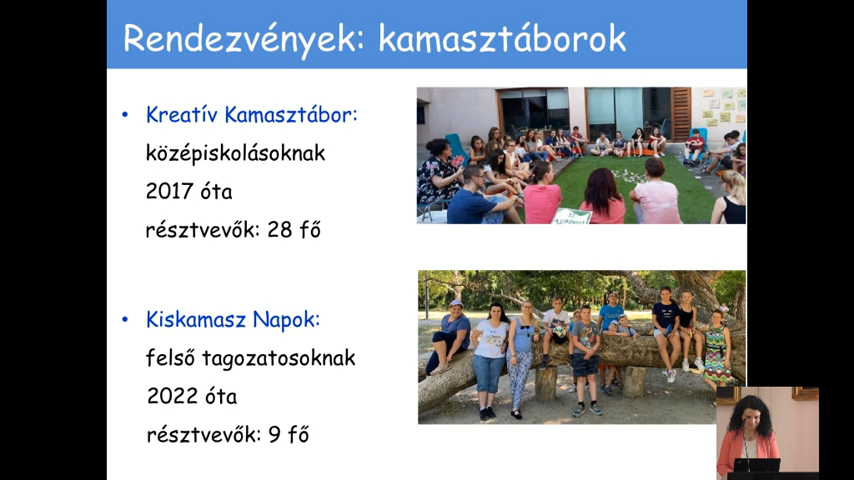 Rendezvények: kamasztáborok
• Kreatív Kamasztábor:
középiskolásoknak
2017 óta
résztvevők: 28 fő
• Kiskamasz Napok:
felső tagozatosoknak
2022 óta
résztvevők: 9 fő